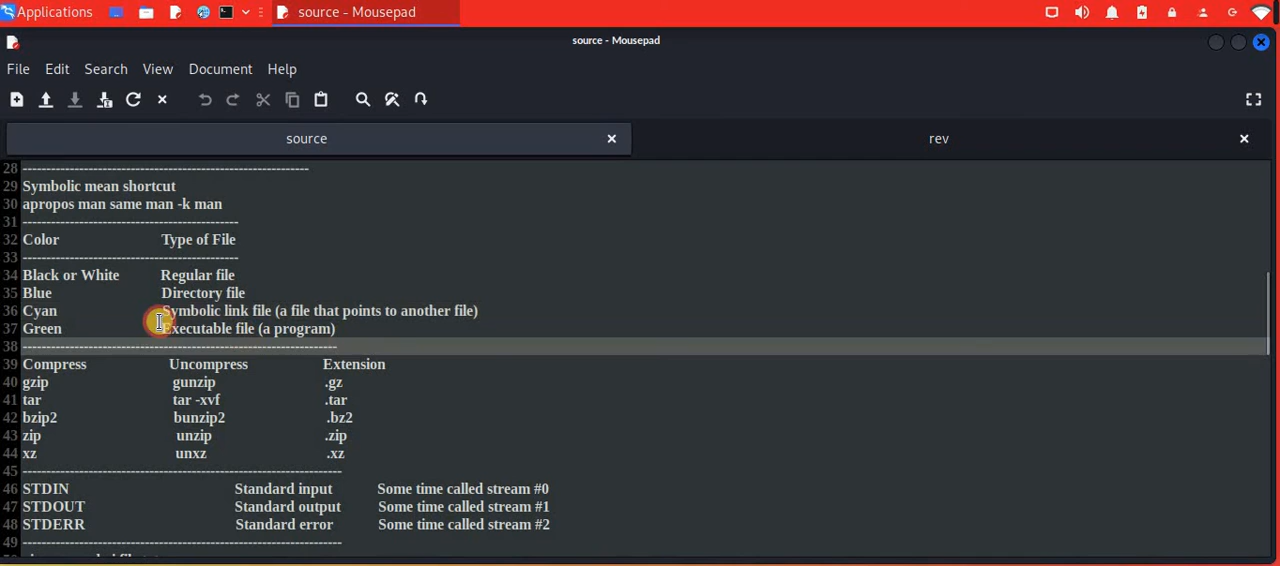 Applications source - Mousepad
source - Mousepad
File Edit Search View Document Help
source rev
28 --------------------------------------------------------------
29 Symbolic mean shortcut
30 apropos man same man -k man
31 -----------------------------------------------
32 Color Type of File
33 -----------------------------------------------
34 Black or White Regular file
35 Blue Directory file
36 Cyan Symbolic link file (a file that points to another file)
37 Green Executable file (a program)
38 --------------------------------------------------------------------
39 Compress Uncompress Extension
40 gzip gunzip .gz
41 tar tar -xvf .tar
42 bzip2 bunzip2 .bz2
43 zip unzip .zip
44 xz unxz .xz
45 ---------------------------------------------------------------------
46 STDIN Standard input Some time called stream #0
47 STDOUT Standard output Some time called stream #1
48 STDERR Standard error Some time called stream #2
49 ---------------------------------------------------------------------